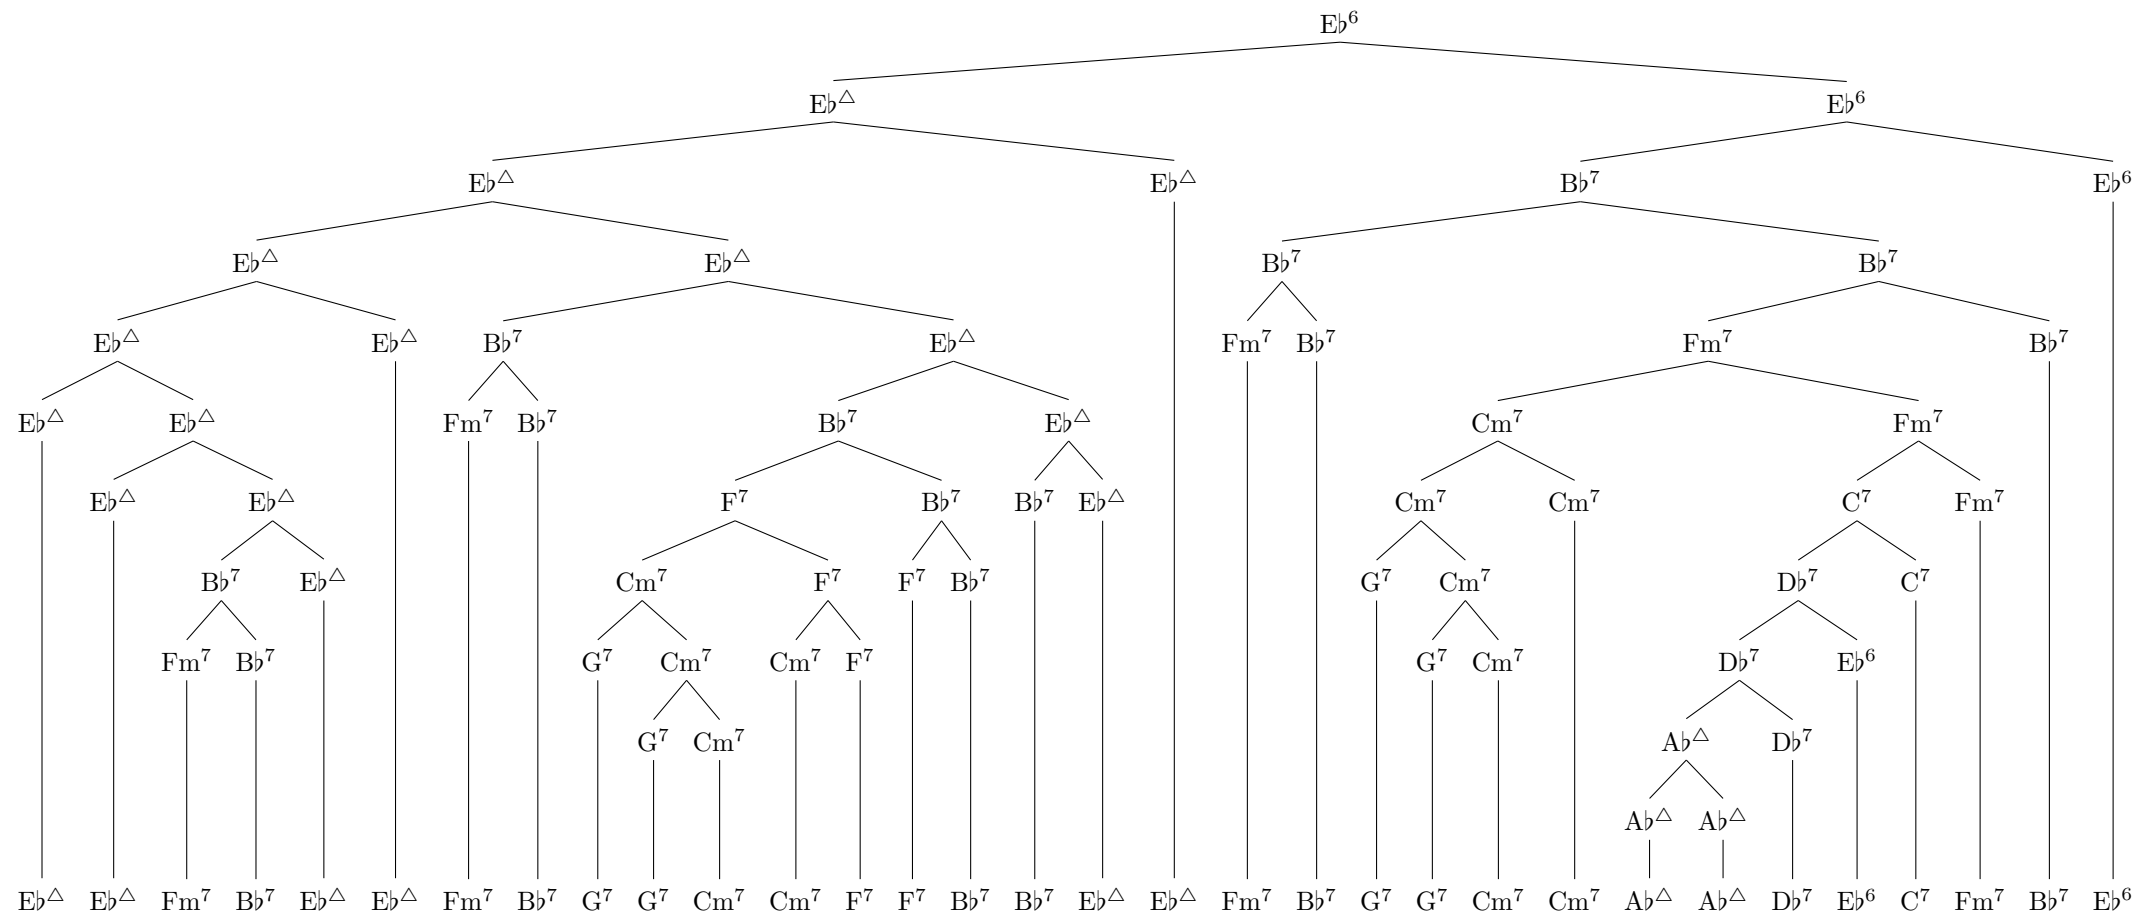 E♭⁶
E♭△ E♭⁶
E♭△ E♭△ B♭⁷ E♭⁶
E♭△ E♭△ B♭⁷ B♭⁷
E♭△ E♭△ B♭⁷ E♭△ Fm⁷ B♭⁷ Fm⁷ B♭⁷
E♭△ E♭△ Fm⁷ B♭⁷ B♭⁷ E♭△ Cm⁷ Fm⁷
E♭△ E♭△ F⁷ B♭⁷ B♭⁷ E♭△ Cm⁷ Cm⁷ C⁷ Fm⁷
B♭⁷ E♭△ Cm⁷ F⁷ F⁷ B♭⁷ G⁷ Cm⁷ D♭⁷ C⁷
Fm⁷ B♭⁷ G⁷ Cm⁷ Cm⁷ F⁷ G⁷ Cm⁷ D♭⁷ E♭⁶
G⁷ Cm⁷ A♭△ D♭⁷
A♭△ A♭△
E♭△ E♭△ Fm⁷ B♭⁷ E♭△ E♭△ Fm⁷ B♭⁷ G⁷ G⁷ Cm⁷ Cm⁷ F⁷ F⁷ B♭⁷ B♭⁷ E♭△ E♭△ Fm⁷ B♭⁷ G⁷ G⁷ Cm⁷ Cm⁷ A♭△ A♭△ D♭⁷ E♭⁶ C⁷ Fm⁷ B♭⁷ E♭⁶